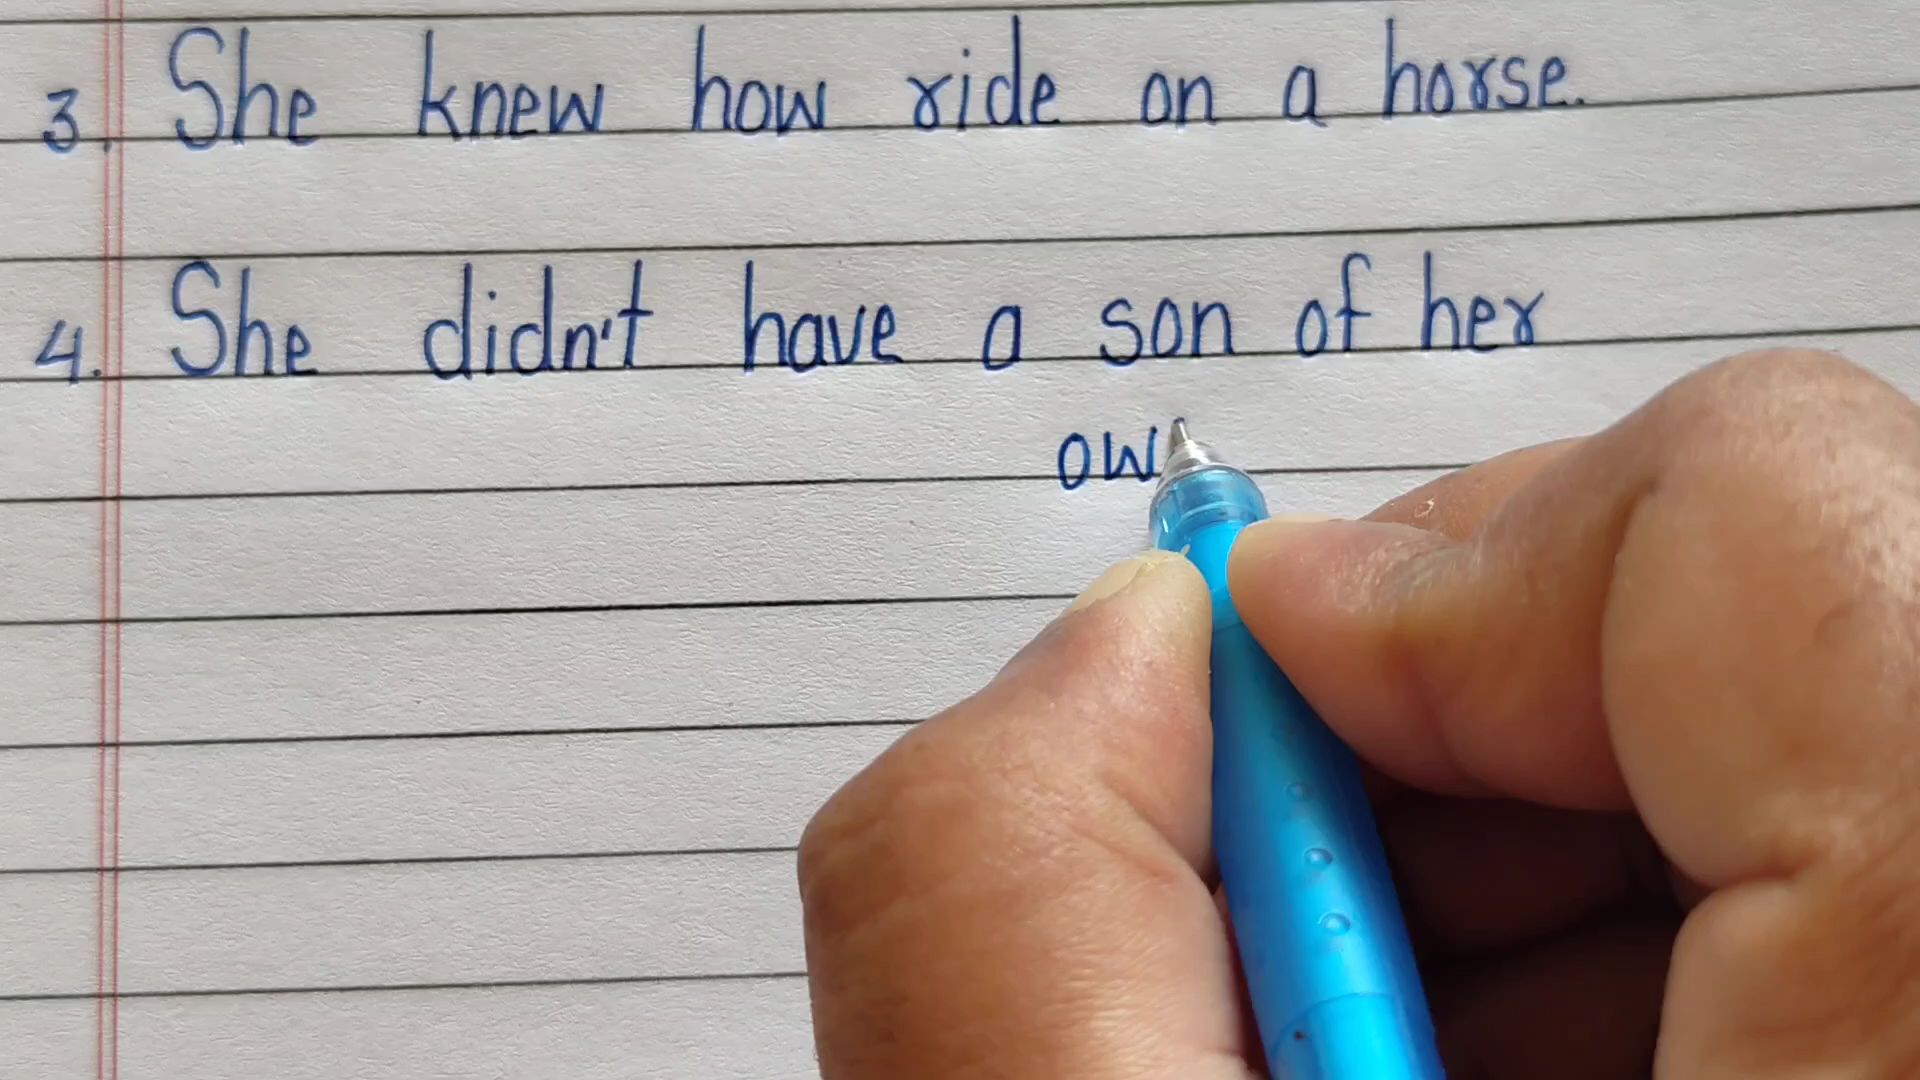 3. She knew how ride on a horse.
4. She didn't have a son of her
ow